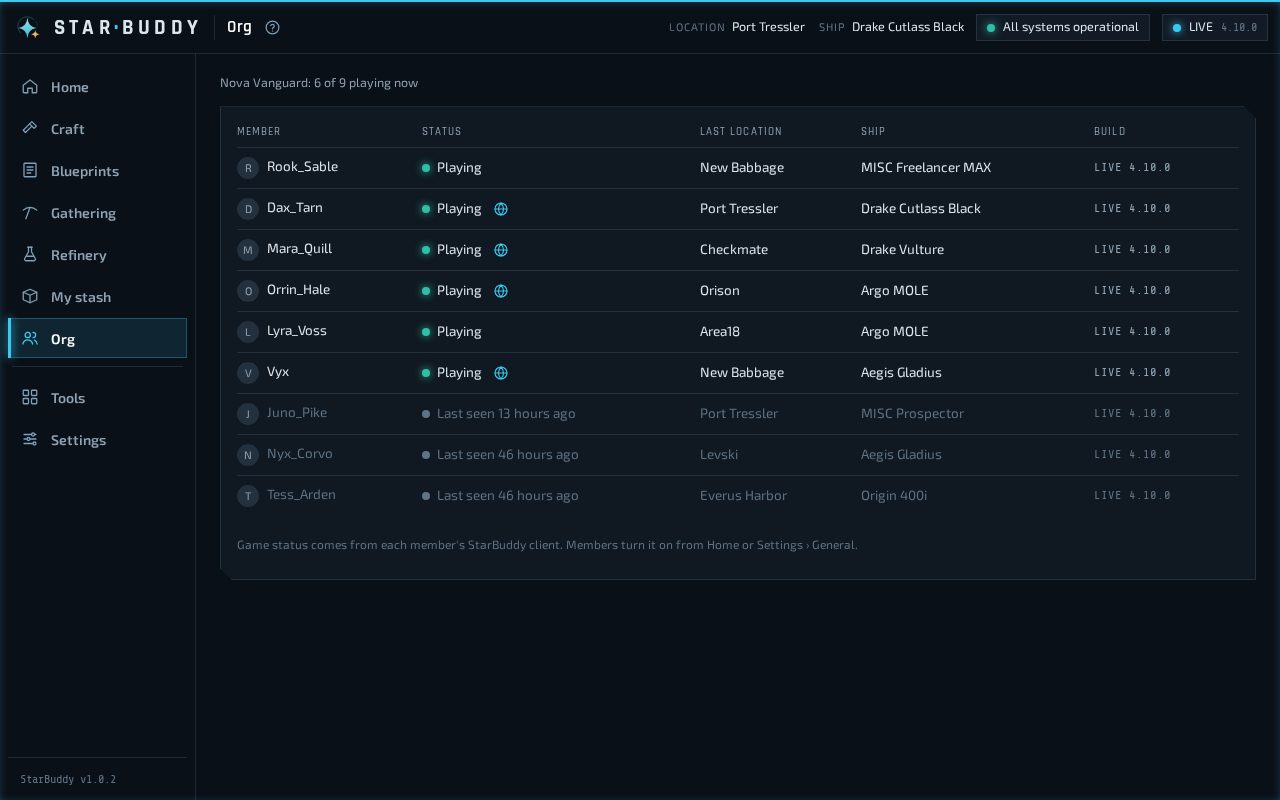 STAR·BUDDY Org LOCATION Port Tressler SHIP Drake Cutlass Black All systems operational LIVE 4.10.0
Home
Craft
Blueprints
Gathering
Refinery
My stash
Org
Tools
Settings
StarBuddy v1.0.2
Nova Vanguard: 6 of 9 playing now
MEMBER STATUS LAST LOCATION SHIP BUILD
R Rook_Sable Playing New Babbage MISC Freelancer MAX LIVE 4.10.0
D Dax_Tarn Playing Port Tressler Drake Cutlass Black LIVE 4.10.0
M Mara_Quill Playing Checkmate Drake Vulture LIVE 4.10.0
O Orrin_Hale Playing Orison Argo MOLE LIVE 4.10.0
L Lyra_Voss Playing Area18 Argo MOLE LIVE 4.10.0
V Vyx Playing New Babbage Aegis Gladius LIVE 4.10.0
J Juno_Pike Last seen 13 hours ago Port Tressler MISC Prospector LIVE 4.10.0
N Nyx_Corvo Last seen 46 hours ago Levski Aegis Gladius LIVE 4.10.0
T Tess_Arden Last seen 46 hours ago Everus Harbor Origin 400i LIVE 4.10.0
Game status comes from each member's StarBuddy client. Members turn it on from Home or Settings › General.